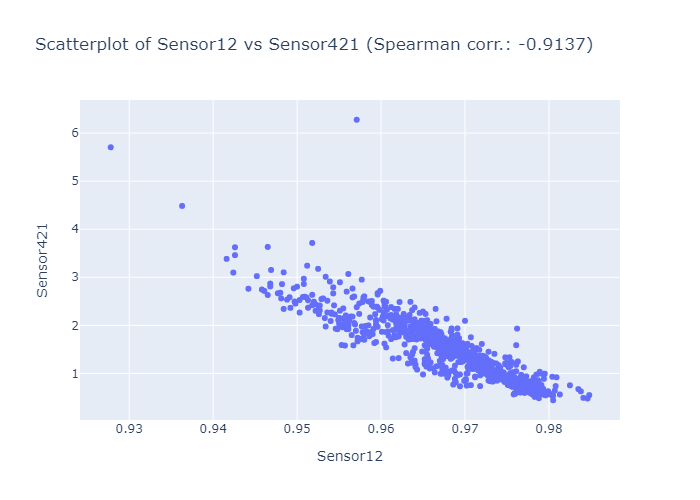 Scatterplot of Sensor12 vs Sensor421 (Spearman corr.: -0.9137)
6
5
4
3
2
1
Sensor421
0.93 0.94 0.95 0.96 0.97 0.98
Sensor12